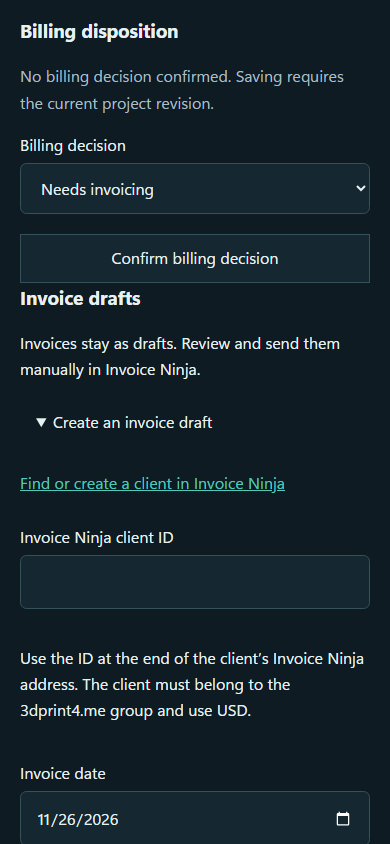 Billing disposition
No billing decision confirmed. Saving requires
the current project revision.
Billing decision
Needs invoicing
Confirm billing decision
Invoice drafts
Invoices stay as drafts. Review and send them
manually in Invoice Ninja.
▼ Create an invoice draft
Find or create a client in Invoice Ninja
Invoice Ninja client ID
Use the ID at the end of the client’s Invoice Ninja
address. The client must belong to the
3dprint4.me group and use USD.
Invoice date
11/26/2026